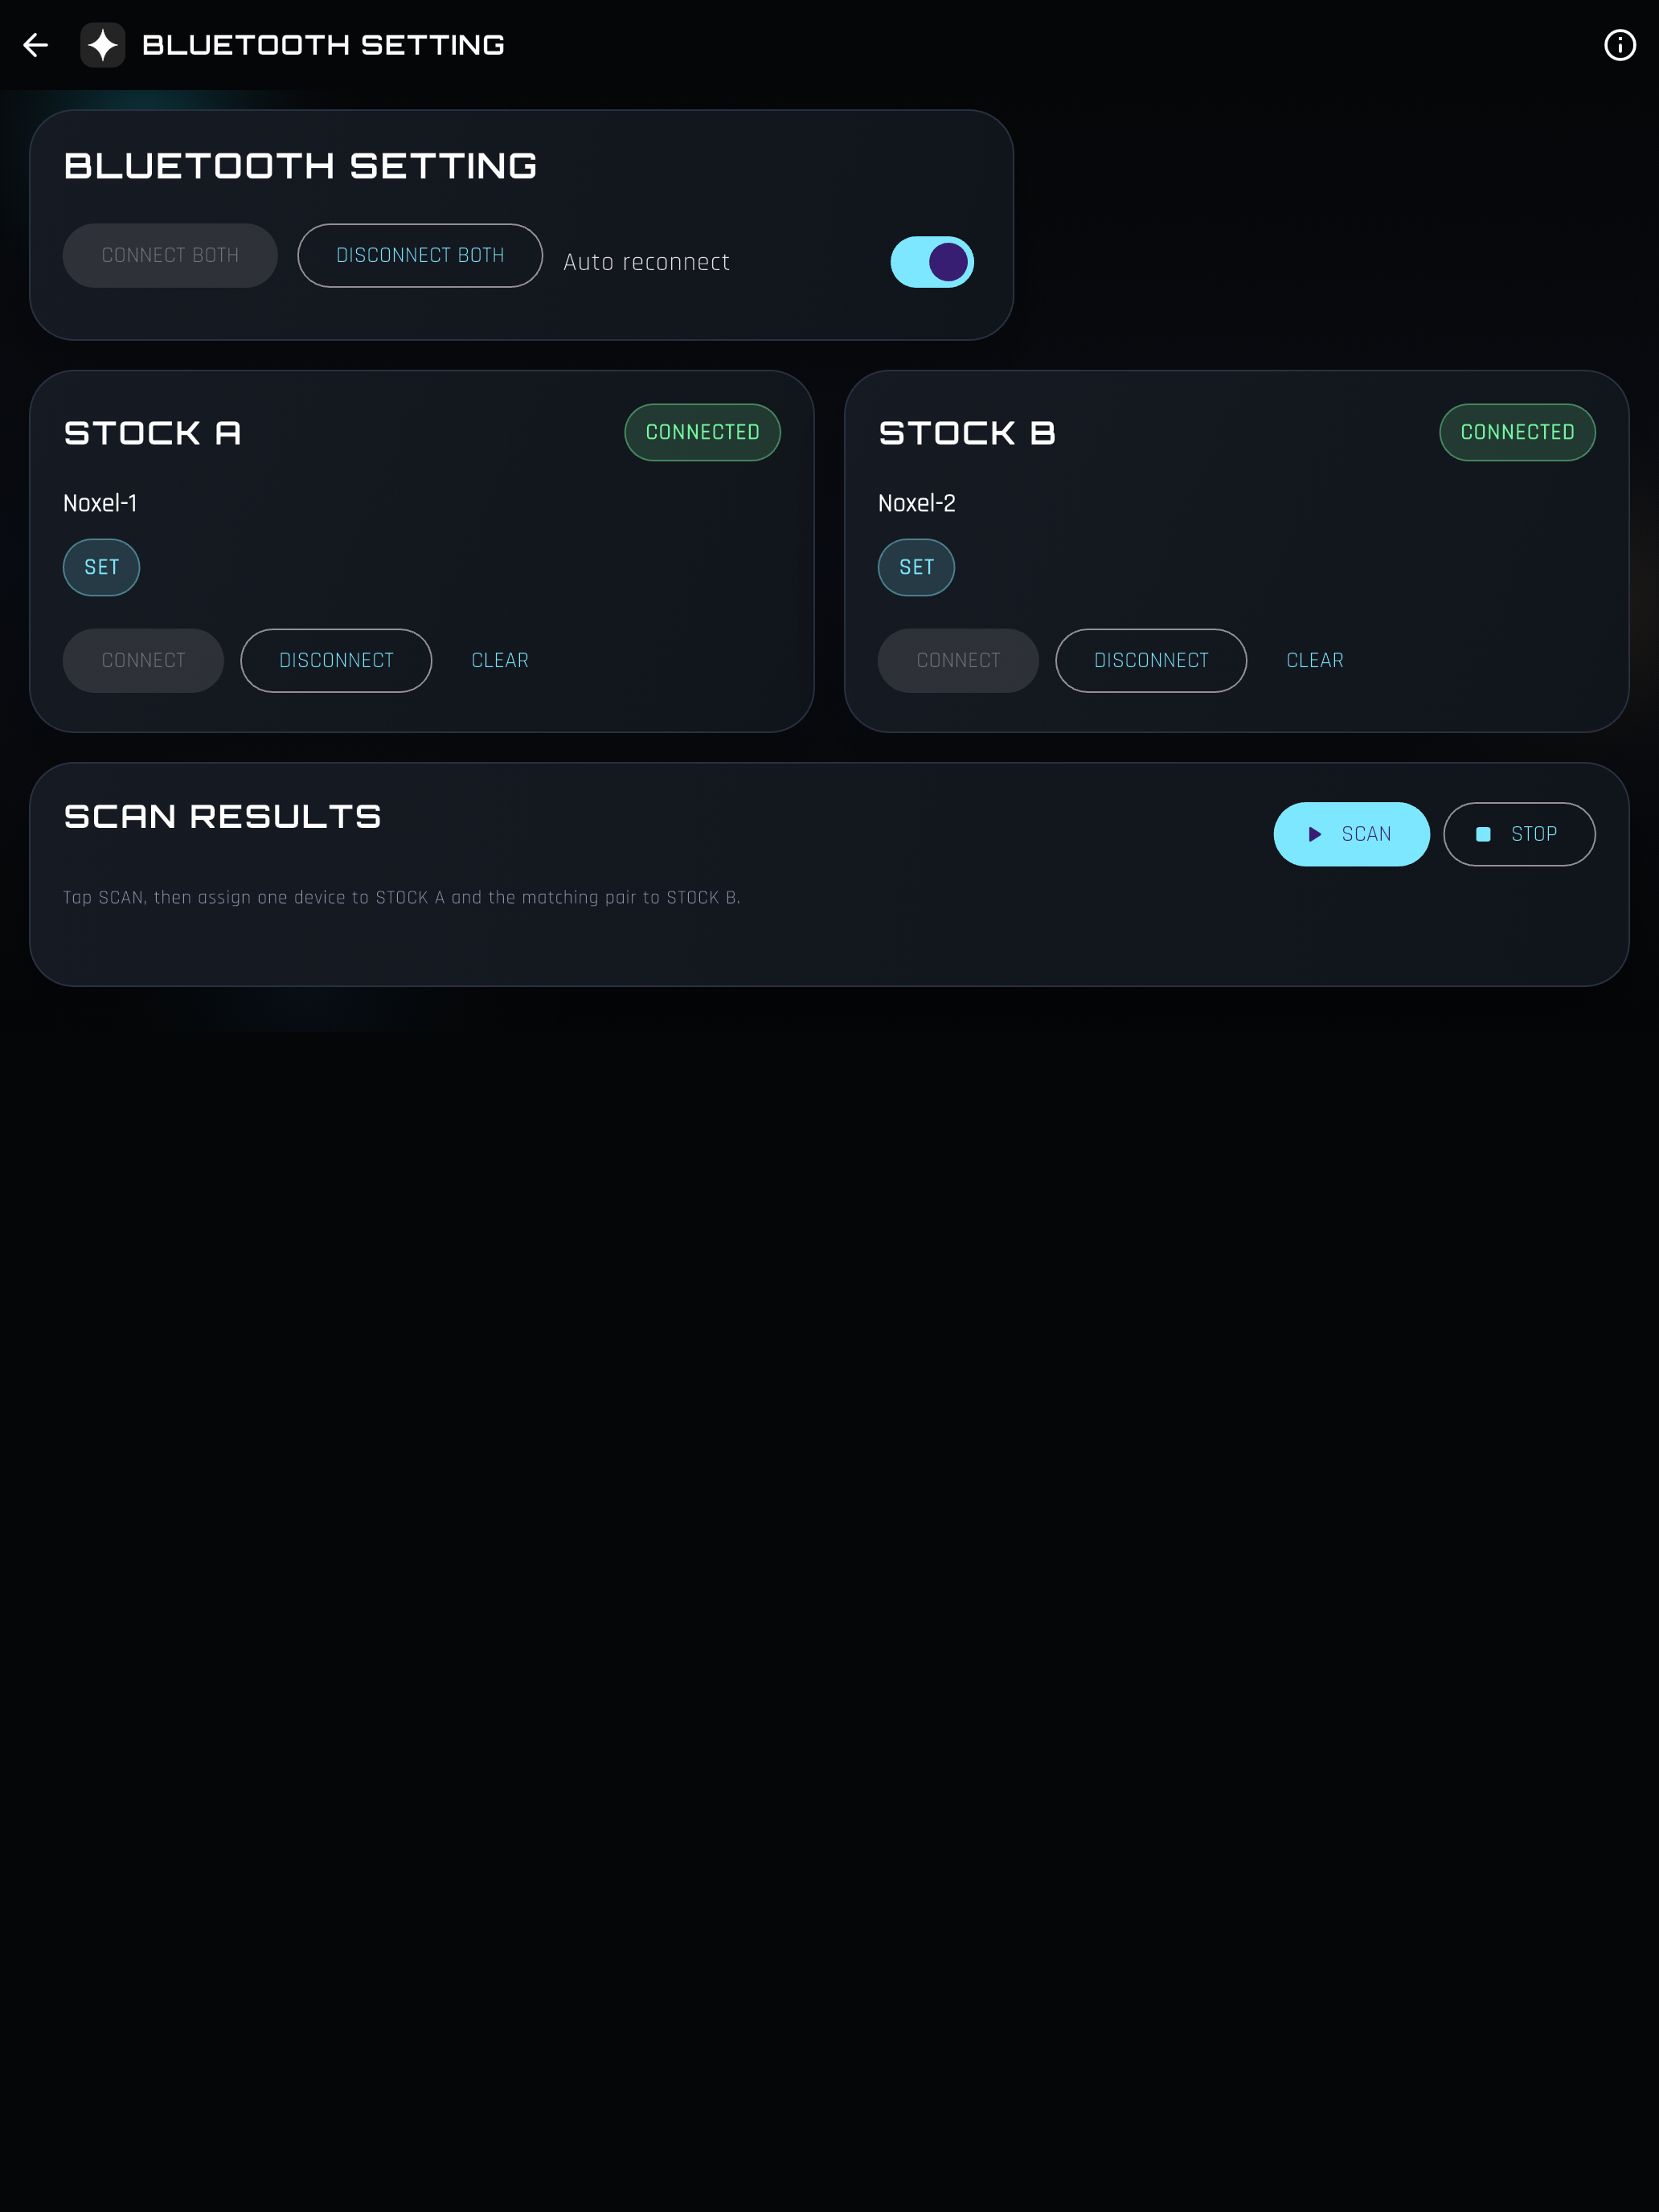 BLUETOOTH SETTING
BLUETOOTH SETTING
CONNECT BOTH
DISCONNECT BOTH
Auto reconnect
STOCK A
CONNECTED
Noxel-1
SET
CONNECT
DISCONNECT
CLEAR
STOCK B
CONNECTED
Noxel-2
SET
CONNECT
DISCONNECT
CLEAR
SCAN RESULTS
SCAN
STOP
Tap SCAN, then assign one device to STOCK A and the matching pair to STOCK B.